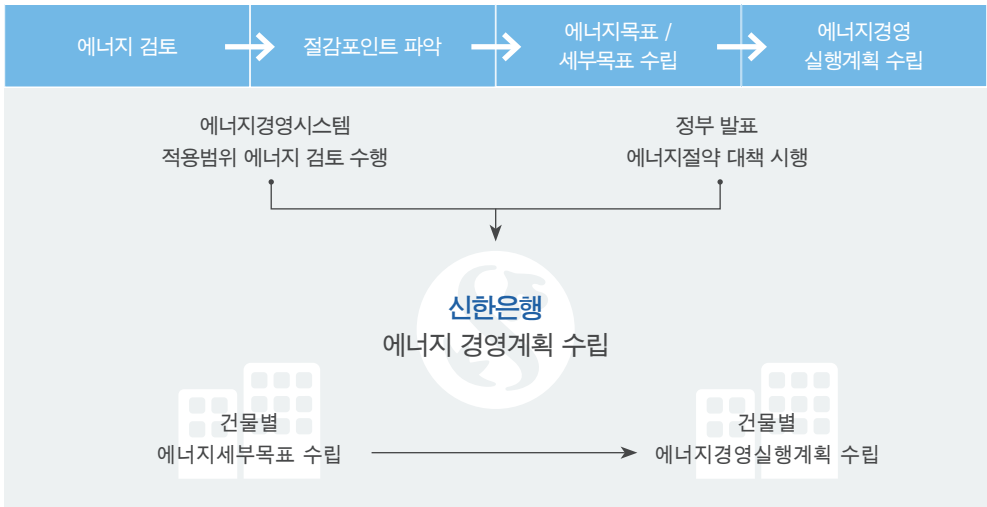 에너지 검토
절감포인트 파악
에너지목표 /
세부목표 수립
에너지경영
실행계획 수립
에너지경영시스템
적용범위 에너지 검토 수행
정부 발표
에너지절약 대책 시행
신한은행
에너지 경영계획 수립
건물별
에너지세부목표 수립
건물별
에너지경영실행계획 수립